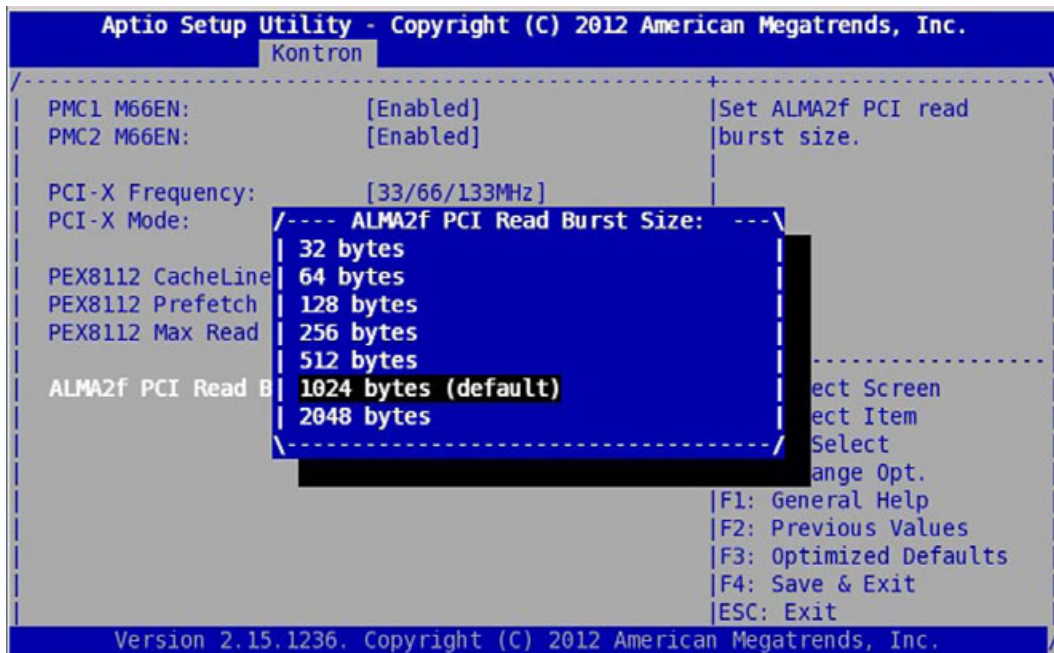 Aptio Setup Utility - Copyright (C) 2012 American Megatrends, Inc.
Kontron
PMC1 M66EN: [Enabled] Set ALMA2f PCI read
PMC2 M66EN: [Enabled] burst size.
PCI-X Frequency: [33/66/133MHz]
PCI-X Mode: ALMA2f PCI Read Burst Size:
32 bytes
PEX8112 CacheLine 64 bytes
PEX8112 Prefetch 128 bytes
PEX8112 Max Read 256 bytes
512 bytes
ALMA2f PCI Read B 1024 bytes (default) ect Screen
2048 bytes ect Item
Select
ange Opt.
F1: General Help
F2: Previous Values
F3: Optimized Defaults
F4: Save & Exit
ESC: Exit
Version 2.15.1236. Copyright (C) 2012 American Megatrends, Inc.